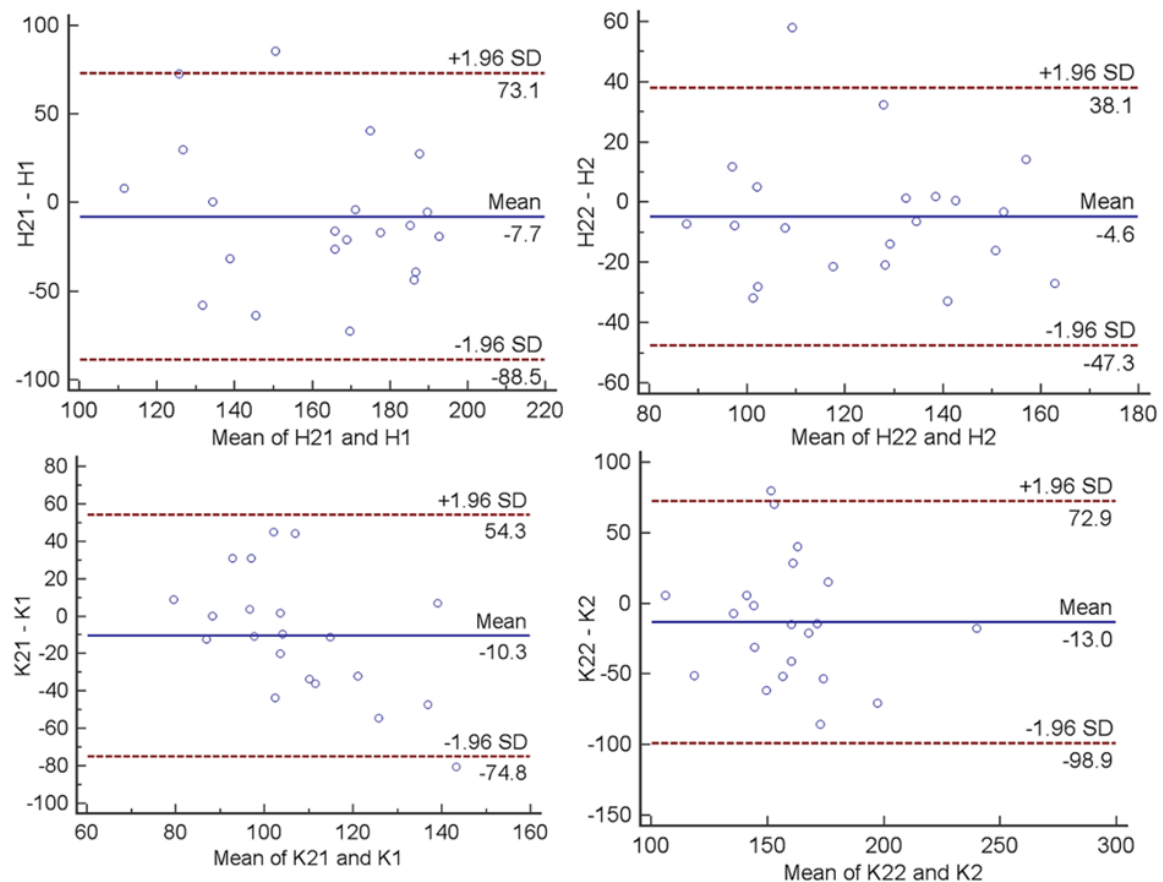 100
50
0
-50
-100
H21 - H1
+1.96 SD
73.1
Mean
-7.7
-1.96 SD
-88.5
100 120 140 160 180 200 220
Mean of H21 and H1
60
40
20
0
-20
-40
-60
H22 - H2
+1.96 SD
38.1
Mean
-4.6
-1.96 SD
-47.3
80 100 120 140 160 180
Mean of H22 and H2
80
60
40
20
0
-20
-40
-60
-80
-100
K21 - K1
+1.96 SD
54.3
Mean
-10.3
-1.96 SD
-74.8
60 80 100 120 140 160
Mean of K21 and K1
100
50
0
-50
-100
-150
K22 - K2
+1.96 SD
72.9
Mean
-13.0
-1.96 SD
-98.9
100 150 200 250 300
Mean of K22 and K2